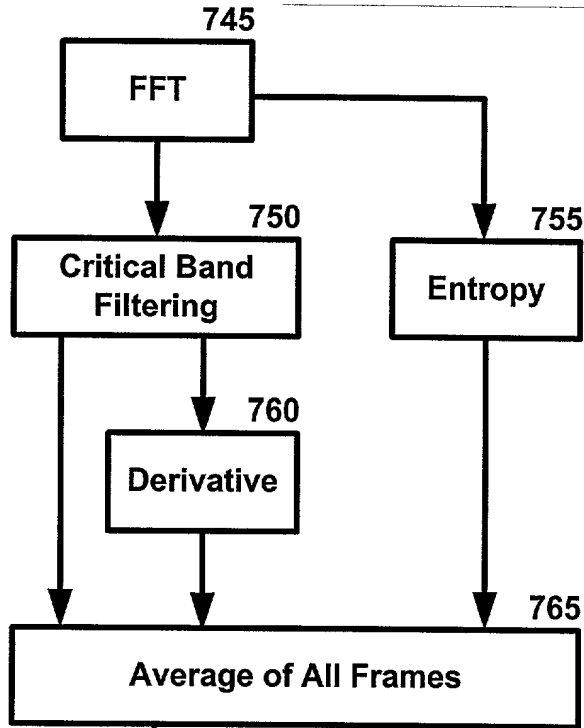 745
FFT
750
Critical Band
Filtering
755
Entropy
760
Derivative
765
Average of All Frames